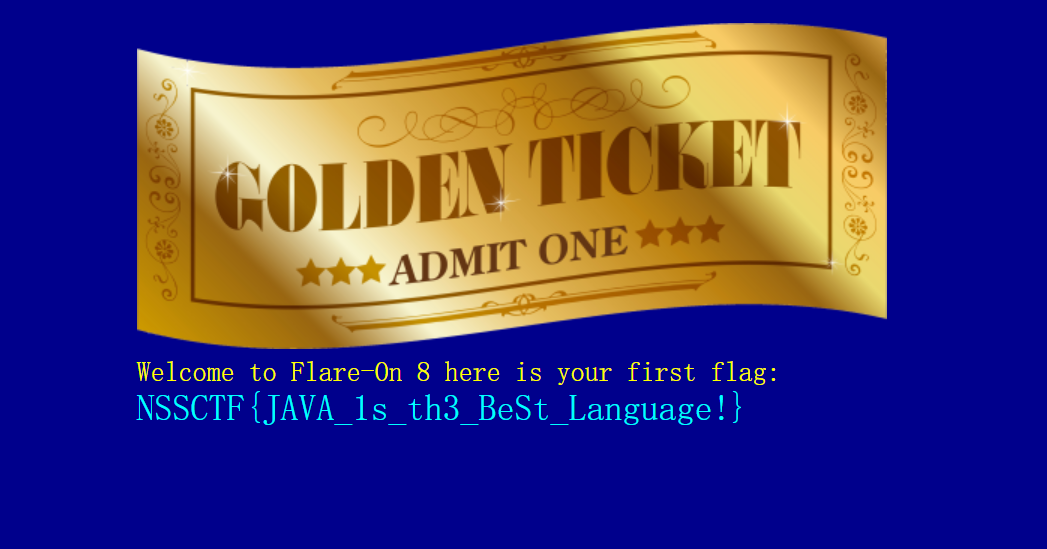 GOLDEN TICKET
ADMIT ONE
Welcome to Flare-On 8 here is your first flag:
NSSCTF{JAVA_1s_th3_BeSt_Language!}